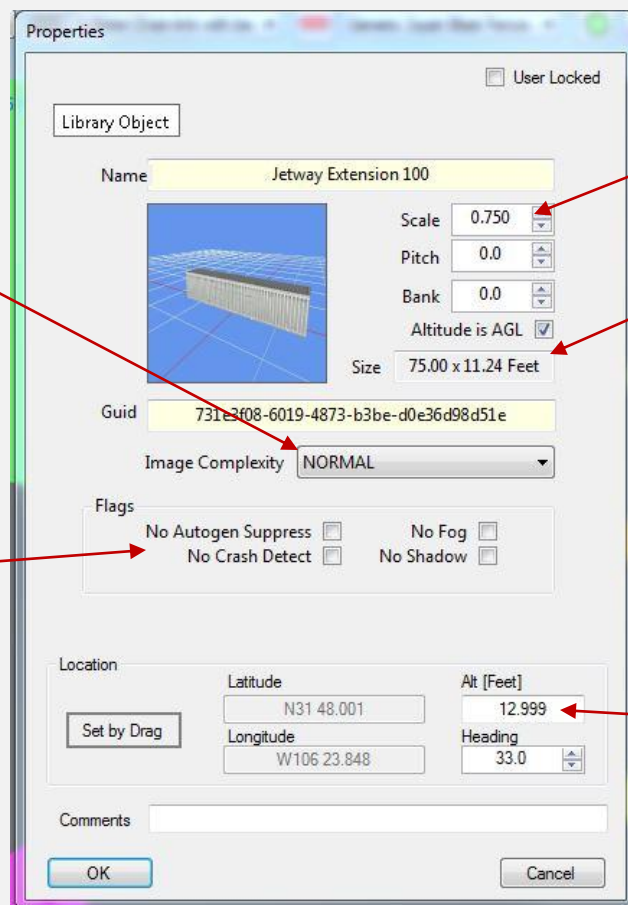 Properties
User Locked
Library Object
Name Jetway Extension 100
Scale 0.750
Pitch 0.0
Bank 0.0
Altitude is AGL
Size 75.00 x 11.24 Feet
Guid 731e3f08-6019-4873-b3be-d0e36d98d51e
Image Complexity NORMAL
Flags
No Autogen Suppress No Fog
No Crash Detect No Shadow
Location
Latitude Alt [Feet]
N31 48.001 12.999
Set by Drag
Longitude Heading
W106 23.848 33.0
Comments
OK Cancel